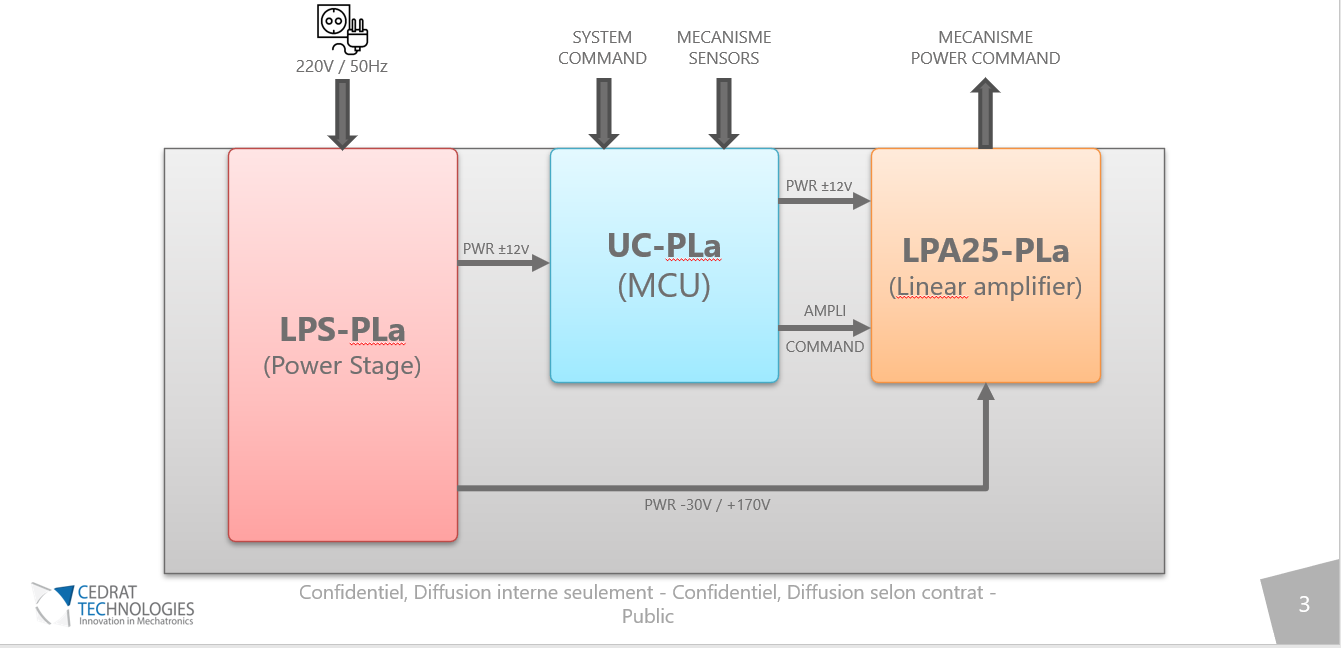 220V / 50Hz
SYSTEM
COMMAND
MECANISME
SENSORS
MECANISME
POWER COMMAND
LPS-PLa
(Power Stage)
PWR ±12V
UC-PLa
(MCU)
PWR ±12V
AMPLI
COMMAND
LPA25-PLa
(Linear amplifier)
PWR -30V / +170V
CEDRAT
TECHNOLOGIES
Innovation in Mechatronics
Confidentiel, Diffusion interne seulement - Confidentiel, Diffusion selon contrat -
Public
3